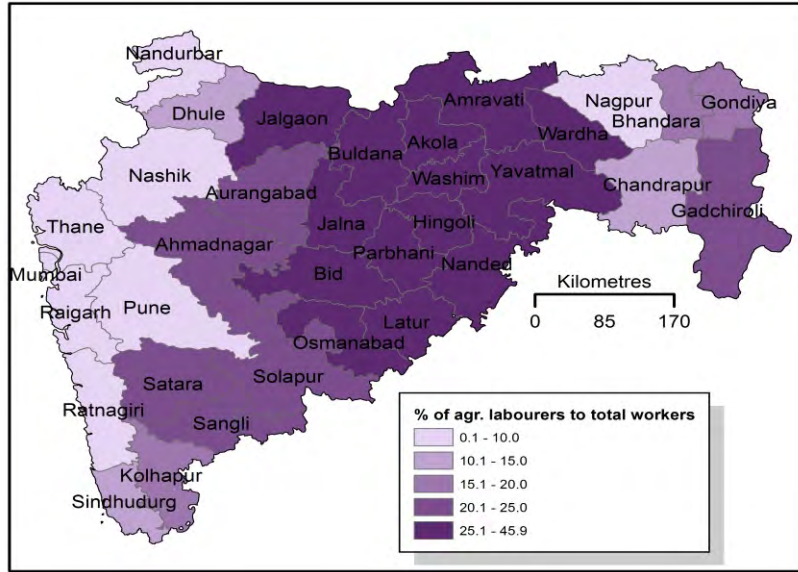 Nandurbar
Dhule
Jalgaon
Amravati
Nagpur
Gondiya
Bhandara
Buldana
Akola
Wardha
Nashik
Washim
Yavatmal
Chandrapur
Aurangabad
Gadchiroli
Thane
Jalna
Hingoli
Ahmadnagar
Parbhani
Mumbai
Bid
Nanded
Kilometres
Raigarh
Pune
0 85 170
Latur
Osmanabad
Satara
Solapur
Ratnagiri
Sangli
Kolhapur
Sindhudurg
% of agr. labourers to total workers
0.1 - 10.0
10.1 - 15.0
15.1 - 20.0
20.1 - 25.0
25.1 - 45.9